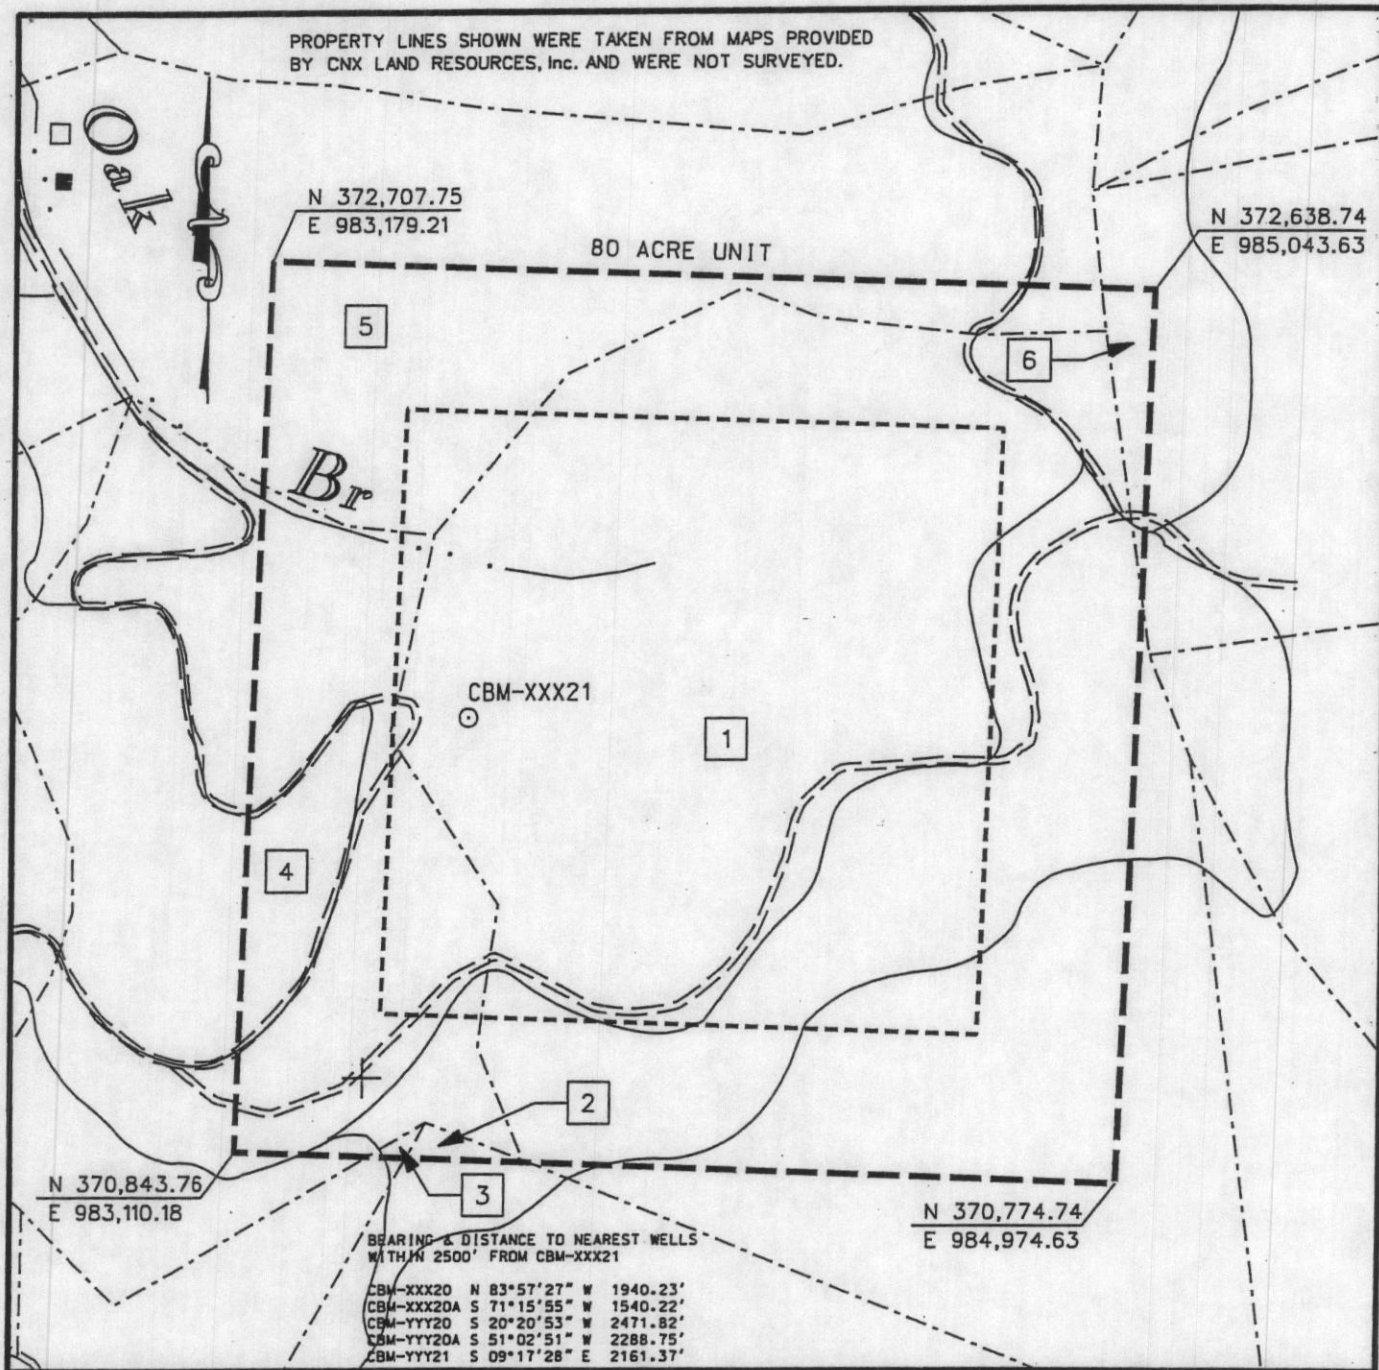 PROPERTY LINES SHOWN WERE TAKEN FROM MAPS PROVIDED
BY CNX LAND RESOURCES, Inc. AND WERE NOT SURVEYED.
Oak
N 372,707.75
E 983,179.21
N 372,638.74
E 985,043.63
80 ACRE UNIT
5
6
Br
CBM-XXX21
1
4
2
3
N 370,843.76
E 983,110.18
N 370,774.74
E 984,974.63
BEARING & DISTANCE TO NEAREST WELLS
WITHIN 2500' FROM CBM-XXX21
CBM-XXX20 N 83°57'27" W 1940.23'
CBM-XXX20A S 71°15'55" W 1540.22'
CBM-YYY20 S 20°20'53" W 2471.82'
CBM-YYY20A S 51°02'51" W 2288.75'
CBM-YYY21 S 09°17'28" E 2161.37'